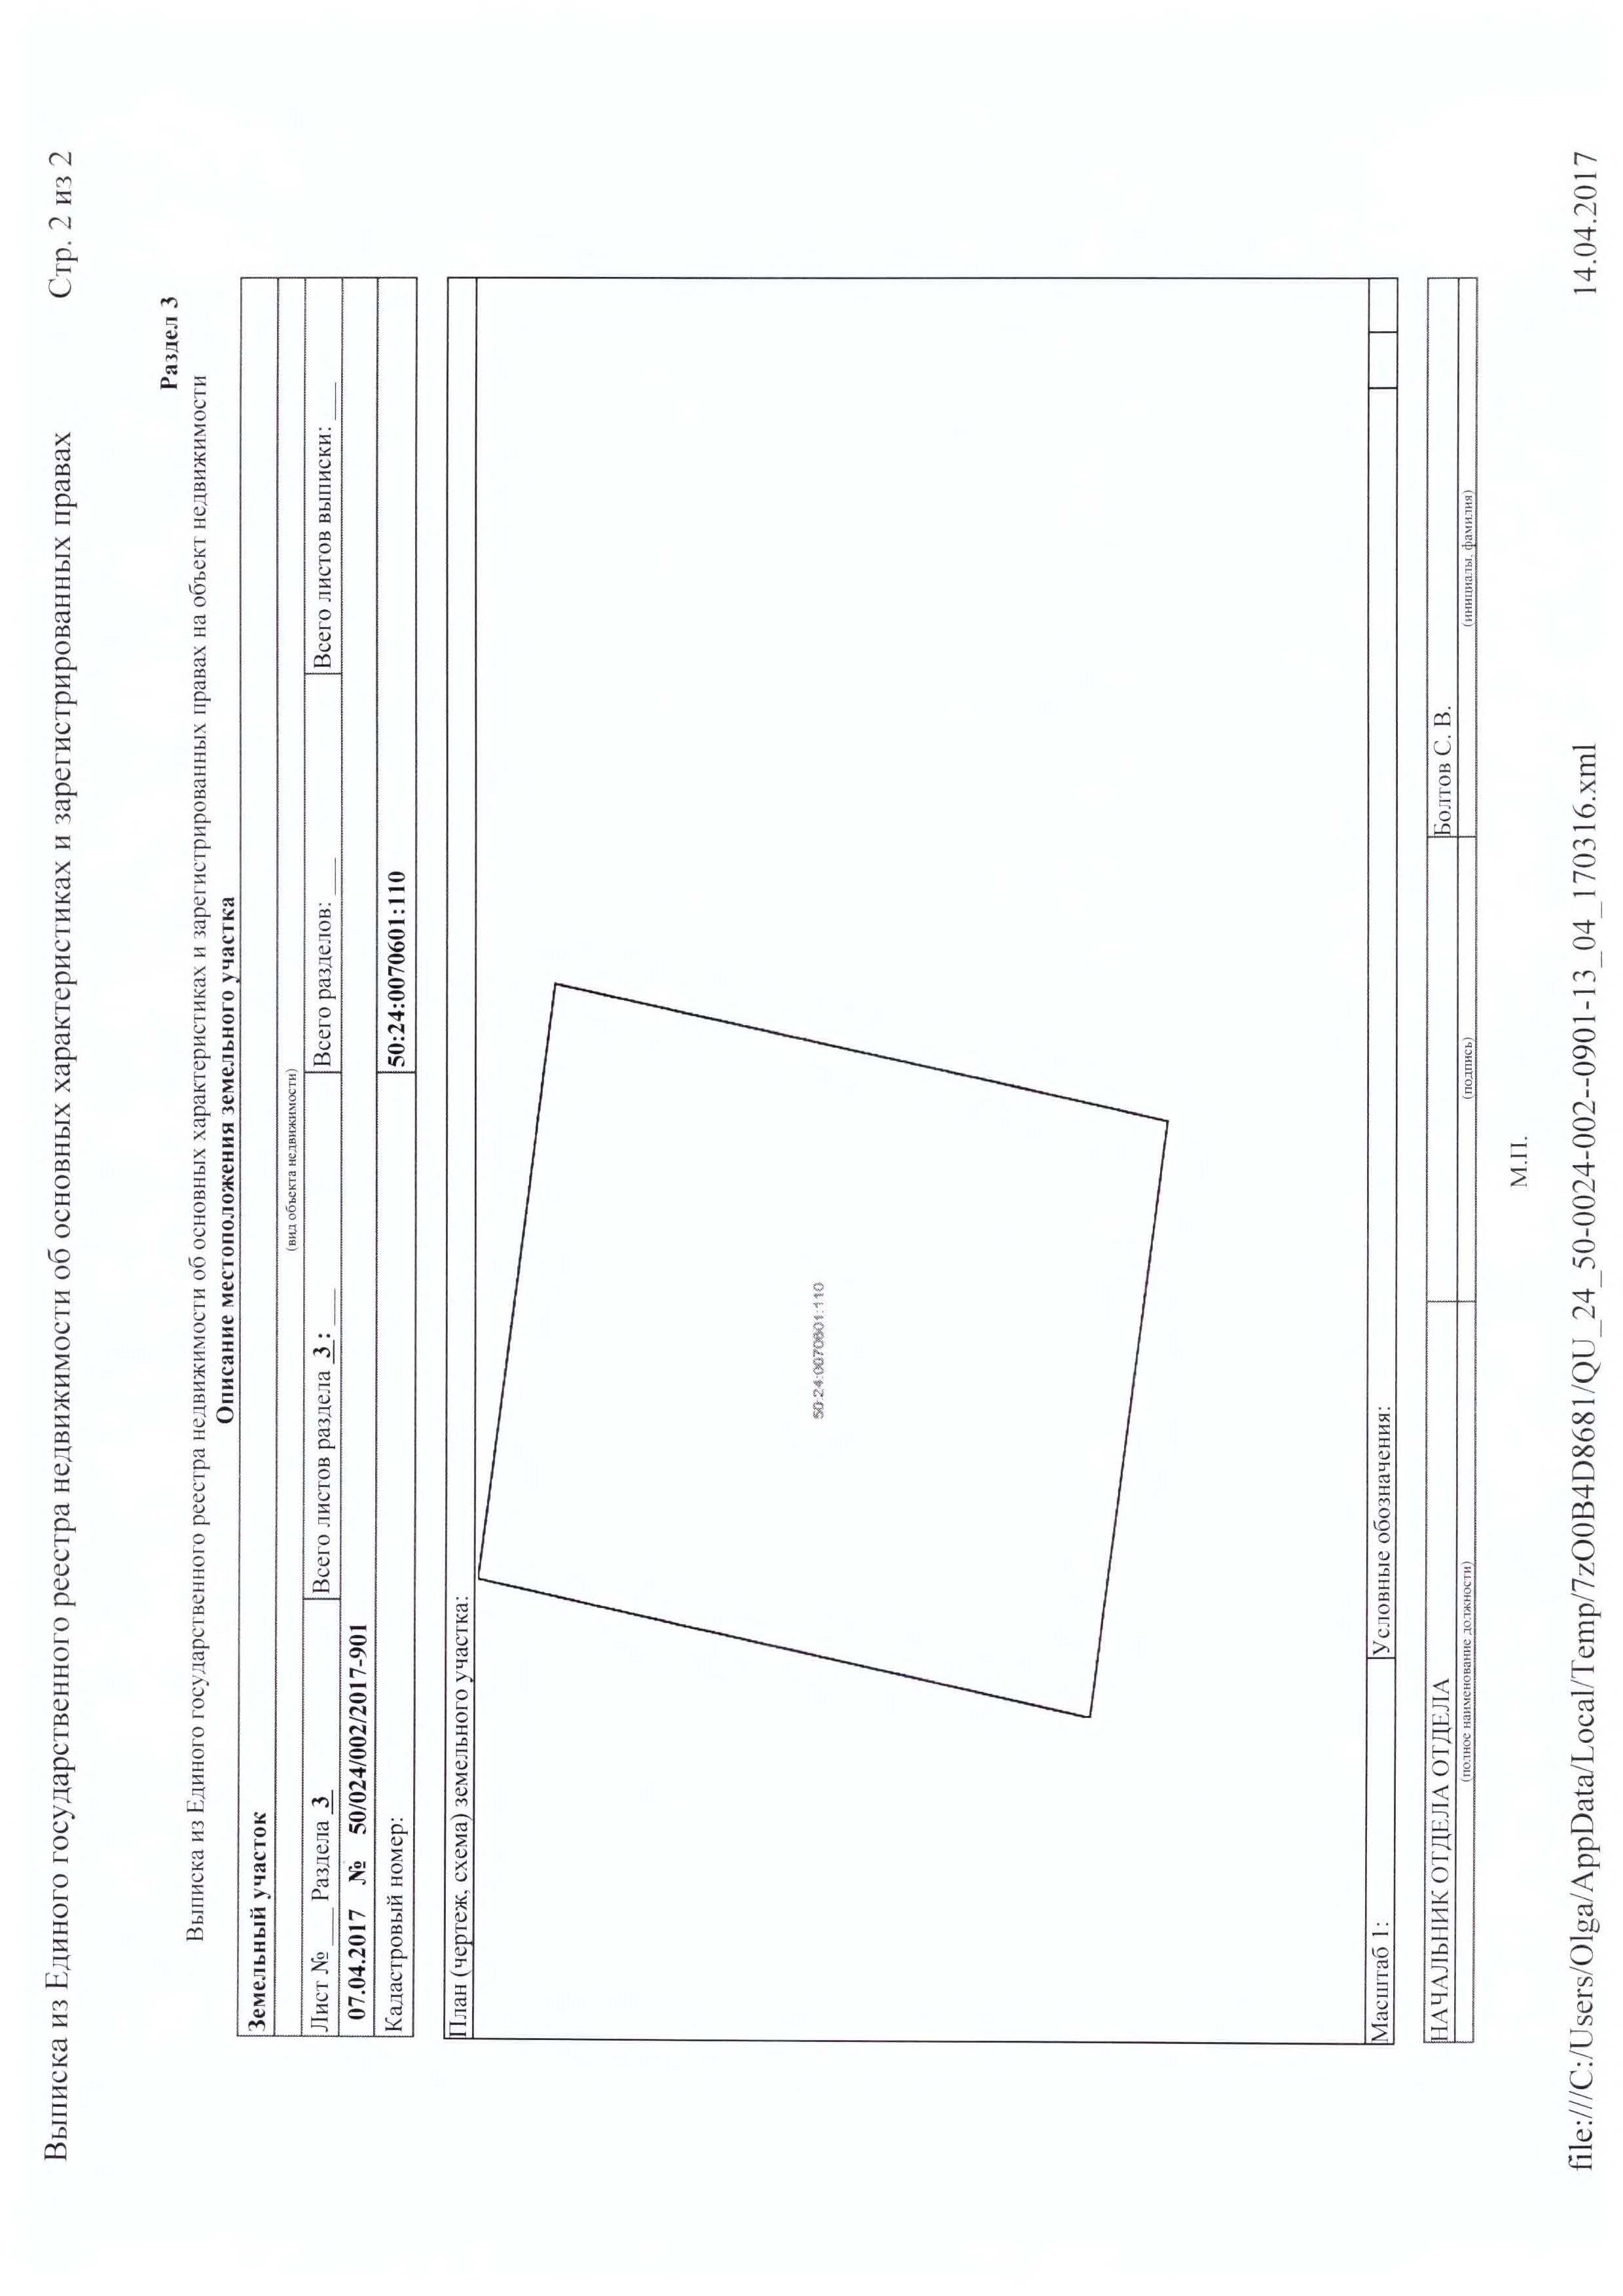 Выписка из Единого государственного реестра недвижимости об основных характеристиках и зарегистрированных правах Стр. 2 из 2
Раздел 3
Выписка из Единого государственного реестра недвижимости об основных характеристиках и зарегистрированных правах на объект недвижимости
Описание местоположения земельного участка
Земельный участок
(вид объекта недвижимости)
Лист № ___ Раздела 3 Всего листов раздела 3 : ___ Всего разделов: ___ Всего листов выписки: ___
07.04.2017 № 50/024/002/2017-901
Кадастровый номер: 50:24:0070601:110
План (чертеж, схема) земельного участка:
50:24:0070601:110
Масштаб 1: Условные обозначения:
НАЧАЛЬНИК ОТДЕЛА ОТДЕЛА Болтов С. В.
(полное наименование должности) (подпись) (инициалы, фамилия)
М.П.
file:///C:/Users/Olga/AppData/Local/Temp/7zO0B4D8681/QU_24_50-0024-002--0901-13_04_170316.xml 14.04.2017